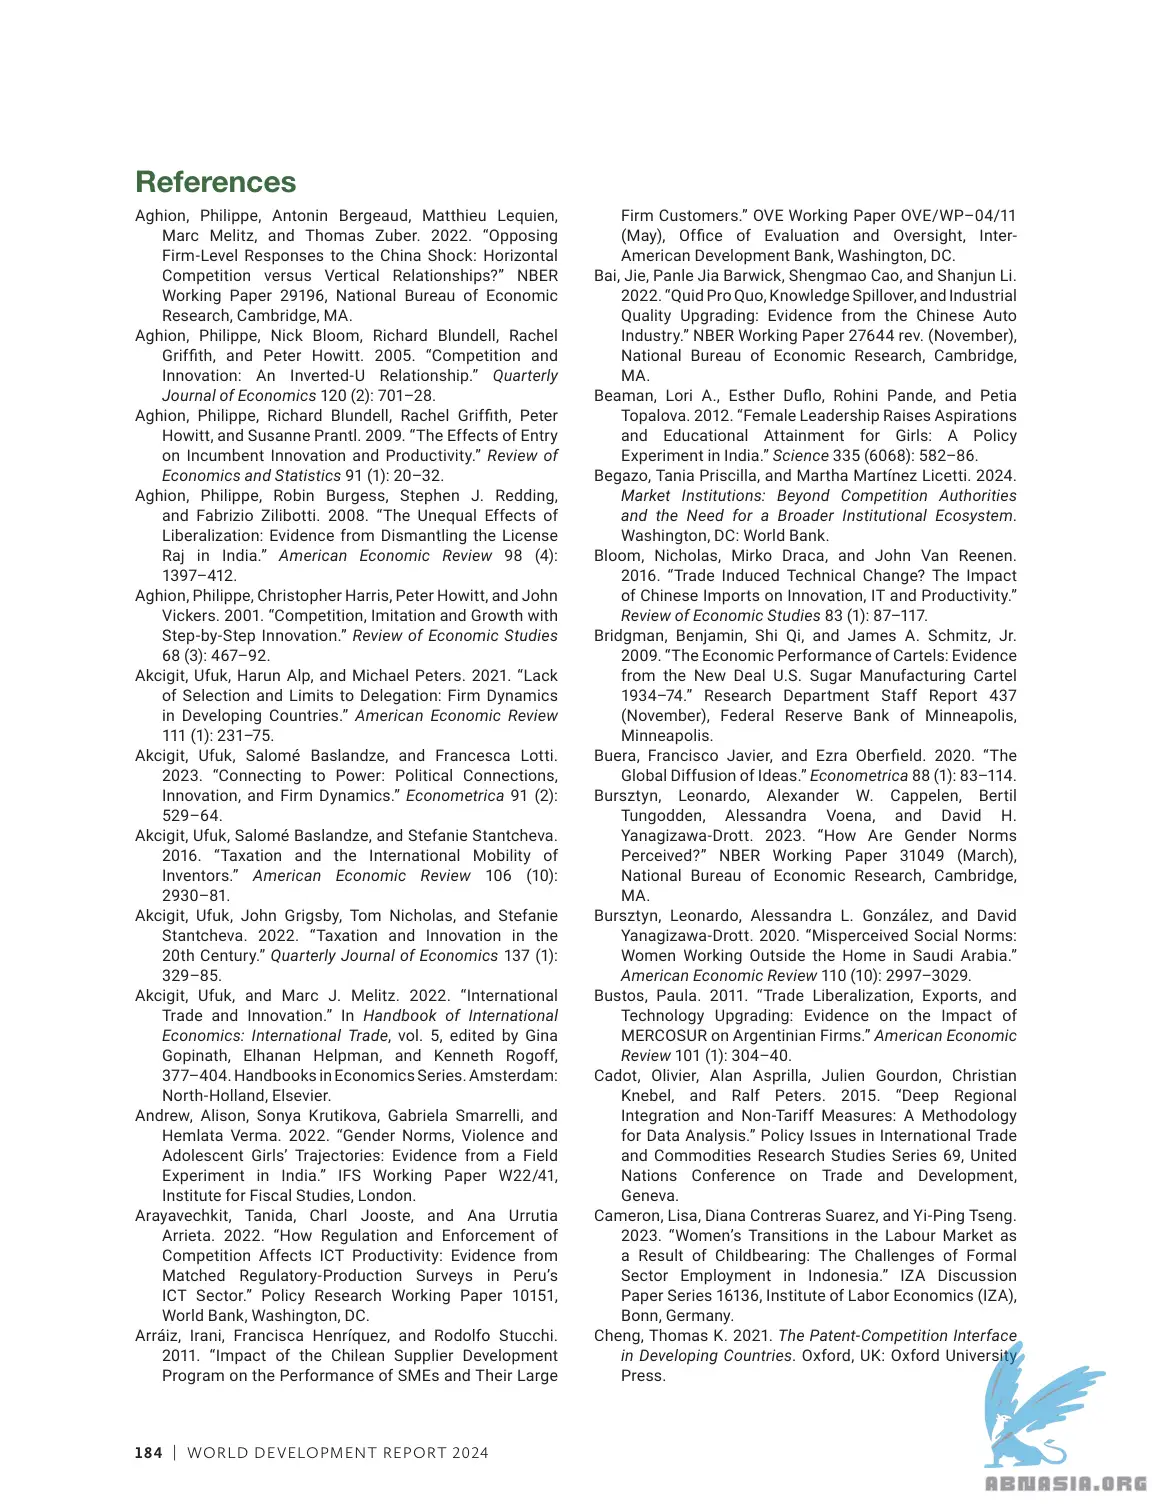 References
Aghion, Philippe, Antonin Bergeaud, Matthieu Lequien,
Marc Melitz, and Thomas Zuber. 2022. “Opposing
Firm-Level Responses to the China Shock: Horizontal
Competition versus Vertical Relationships?” NBER
Working Paper 29196, National Bureau of Economic
Research, Cambridge, MA.
Aghion, Philippe, Nick Bloom, Richard Blundell, Rachel
Griffith, and Peter Howitt. 2005. “Competition and
Innovation: An Inverted-U Relationship.” Quarterly
Journal of Economics 120 (2): 701–28.
Aghion, Philippe, Richard Blundell, Rachel Griffith, Peter
Howitt, and Susanne Prantl. 2009. “The Effects of Entry
on Incumbent Innovation and Productivity.” Review of
Economics and Statistics 91 (1): 20–32.
Aghion, Philippe, Robin Burgess, Stephen J. Redding,
and Fabrizio Zilibotti. 2008. “The Unequal Effects of
Liberalization: Evidence from Dismantling the License
Raj in India.” American Economic Review 98 (4):
1397–412.
Aghion, Philippe, Christopher Harris, Peter Howitt, and John
Vickers. 2001. “Competition, Imitation and Growth with
Step-by-Step Innovation.” Review of Economic Studies
68 (3): 467–92.
Akcigit, Ufuk, Harun Alp, and Michael Peters. 2021. “Lack
of Selection and Limits to Delegation: Firm Dynamics
in Developing Countries.” American Economic Review
111 (1): 231–75.
Akcigit, Ufuk, Salomé Baslandze, and Francesca Lotti.
2023. “Connecting to Power: Political Connections,
Innovation, and Firm Dynamics.” Econometrica 91 (2):
529–64.
Akcigit, Ufuk, Salomé Baslandze, and Stefanie Stantcheva.
2016. “Taxation and the International Mobility of
Inventors.” American Economic Review 106 (10):
2930–81.
Akcigit, Ufuk, John Grigsby, Tom Nicholas, and Stefanie
Stantcheva. 2022. “Taxation and Innovation in the
20th Century.” Quarterly Journal of Economics 137 (1):
329–85.
Akcigit, Ufuk, and Marc J. Melitz. 2022. “International
Trade and Innovation.” In Handbook of International
Economics: International Trade, vol. 5, edited by Gina
Gopinath, Elhanan Helpman, and Kenneth Rogoff,
377–404. Handbooks in Economics Series. Amsterdam:
North-Holland, Elsevier.
Andrew, Alison, Sonya Krutikova, Gabriela Smarrelli, and
Hemlata Verma. 2022. “Gender Norms, Violence and
Adolescent Girls’ Trajectories: Evidence from a Field
Experiment in India.” IFS Working Paper W22/41,
Institute for Fiscal Studies, London.
Arayavechkit, Tanida, Charl Jooste, and Ana Urrutia
Arrieta. 2022. “How Regulation and Enforcement of
Competition Affects ICT Productivity: Evidence from
Matched Regulatory-Production Surveys in Peru’s
ICT Sector.” Policy Research Working Paper 10151,
World Bank, Washington, DC.
Arráiz, Irani, Francisca Henríquez, and Rodolfo Stucchi.
2011. “Impact of the Chilean Supplier Development
Program on the Performance of SMEs and Their Large
Firm Customers.” OVE Working Paper OVE/WP–04/11
(May), Office of Evaluation and Oversight, Inter-
American Development Bank, Washington, DC.
Bai, Jie, Panle Jia Barwick, Shengmao Cao, and Shanjun Li.
2022. “Quid Pro Quo, Knowledge Spillover, and Industrial
Quality Upgrading: Evidence from the Chinese Auto
Industry.” NBER Working Paper 27644 rev. (November),
National Bureau of Economic Research, Cambridge,
MA.
Beaman, Lori A., Esther Duflo, Rohini Pande, and Petia
Topalova. 2012. “Female Leadership Raises Aspirations
and Educational Attainment for Girls: A Policy
Experiment in India.” Science 335 (6068): 582–86.
Begazo, Tania Priscilla, and Martha Martínez Licetti. 2024.
Market Institutions: Beyond Competition Authorities
and the Need for a Broader Institutional Ecosystem.
Washington, DC: World Bank.
Bloom, Nicholas, Mirko Draca, and John Van Reenen.
2016. “Trade Induced Technical Change? The Impact
of Chinese Imports on Innovation, IT and Productivity.”
Review of Economic Studies 83 (1): 87–117.
Bridgman, Benjamin, Shi Qi, and James A. Schmitz, Jr.
2009. “The Economic Performance of Cartels: Evidence
from the New Deal U.S. Sugar Manufacturing Cartel
1934–74.” Research Department Staff Report 437
(November), Federal Reserve Bank of Minneapolis,
Minneapolis.
Buera, Francisco Javier, and Ezra Oberfield. 2020. “The
Global Diffusion of Ideas.” Econometrica 88 (1): 83–114.
Bursztyn, Leonardo, Alexander W. Cappelen, Bertil
Tungodden, Alessandra Voena, and David H.
Yanagizawa-Drott. 2023. “How Are Gender Norms
Perceived?” NBER Working Paper 31049 (March),
National Bureau of Economic Research, Cambridge,
MA.
Bursztyn, Leonardo, Alessandra L. González, and David
Yanagizawa-Drott. 2020. “Misperceived Social Norms:
Women Working Outside the Home in Saudi Arabia.”
American Economic Review 110 (10): 2997–3029.
Bustos, Paula. 2011. “Trade Liberalization, Exports, and
Technology Upgrading: Evidence on the Impact of
MERCOSUR on Argentinian Firms.” American Economic
Review 101 (1): 304–40.
Cadot, Olivier, Alan Asprilla, Julien Gourdon, Christian
Knebel, and Ralf Peters. 2015. “Deep Regional
Integration and Non-Tariff Measures: A Methodology
for Data Analysis.” Policy Issues in International Trade
and Commodities Research Studies Series 69, United
Nations Conference on Trade and Development,
Geneva.
Cameron, Lisa, Diana Contreras Suarez, and Yi-Ping Tseng.
2023. “Women’s Transitions in the Labour Market as
a Result of Childbearing: The Challenges of Formal
Sector Employment in Indonesia.” IZA Discussion
Paper Series 16136, Institute of Labor Economics (IZA),
Bonn, Germany.
Cheng, Thomas K. 2021. The Patent-Competition Interface
in Developing Countries. Oxford, UK: Oxford University
Press.
184 | WORLD DEVELOPMENT REPORT 2024
ABNASIA.ORG